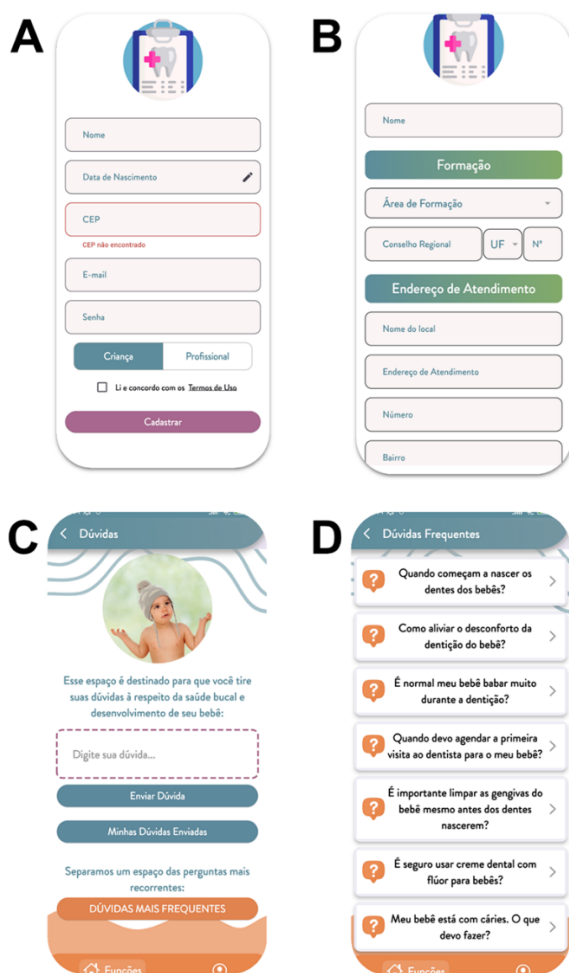 A
Nome
Data de Nascimento
CEP
CEP não encontrado
E-mail
Senha
Criança Profissional
Li e concordo com os Termos de Uso
Cadastrar
B
Nome
Formação
Área de Formação
Conselho Regional UF N°
Endereço de Atendimento
Nome do local
Endereço de Atendimento
Número
Bairro
C
Dúvidas
Esse espaço é destinado para que você tire
suas dúvidas à respeito da saúde bucal e
desenvolvimento de seu bebê:
Digite sua dúvida...
Enviar Dúvida
Minhas Dúvidas Enviadas
Separamos um espaço das perguntas mais
recorrentes:
DÚVIDAS MAIS FREQUENTES
Funções
D
Dúvidas Frequentes
? Quando começam a nascer os
dentes dos bebês?
? Como aliviar o desconforto da
dentição do bebê?
? É normal meu bebê babar muito
durante a dentição?
? Quando devo agendar a primeira
visita ao dentista para o meu bebê?
? É importante limpar as gengivas do
bebê mesmo antes dos dentes
nascerem?
? É seguro usar creme dental com
flúor para bebês?
? Meu bebê está com cáries. O que
devo fazer?
Funções